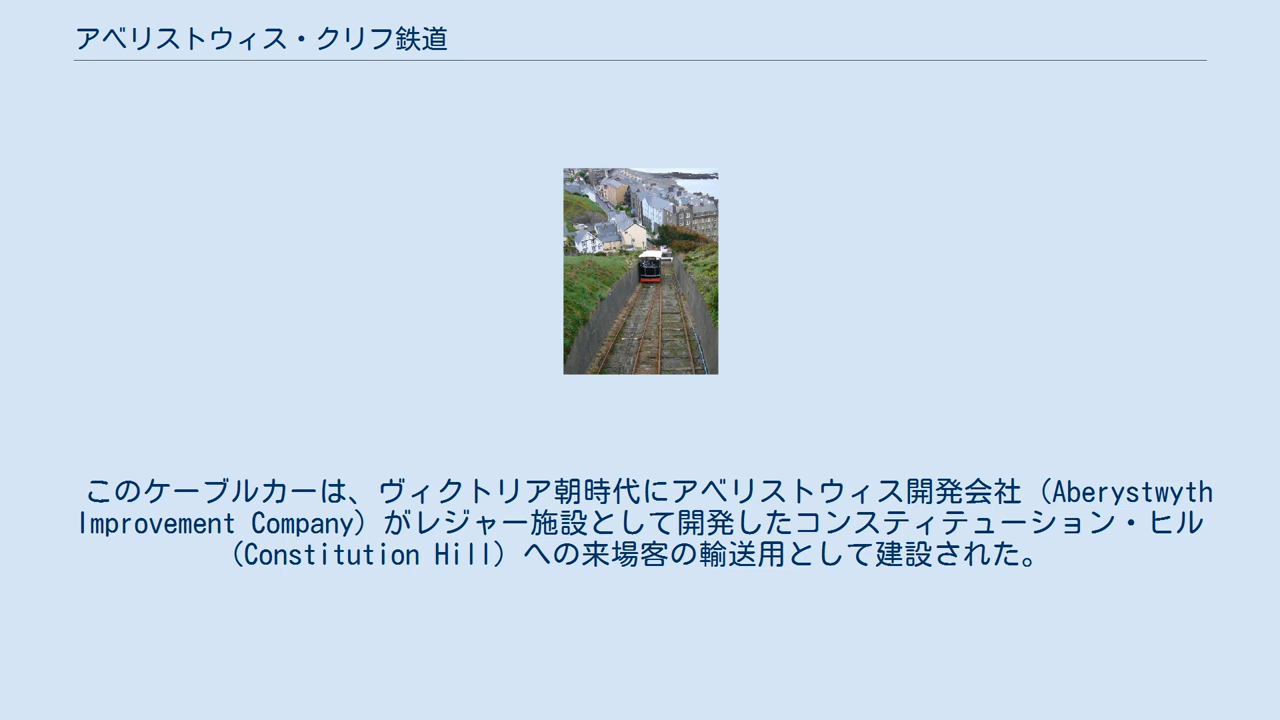 アベリストウィス・クリフ鉄道
このケーブルカーは、ヴィクトリア朝時代にアベリストウィス開発会社（Aberystwyth
Improvement Company）がレジャー施設として開発したコンスティテューション・ヒル
（Constitution Hill）への来場客の輸送用として建設された。